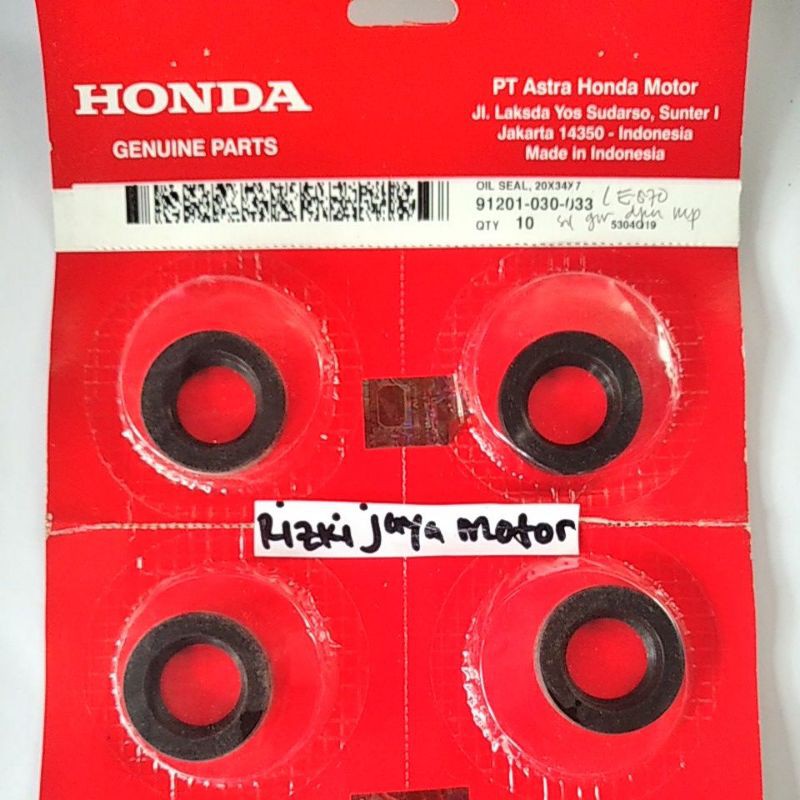 HONDA
GENUINE PARTS
PT Astra Honda Motor
Jl. Laksda Yos Sudarso, Sunter I
Jakarta 14350 - Indonesia
Made in Indonesia
OIL SEAL, 20X34X7
91201-030-033
QTY 10
5304Q19
Rizki jaya motor